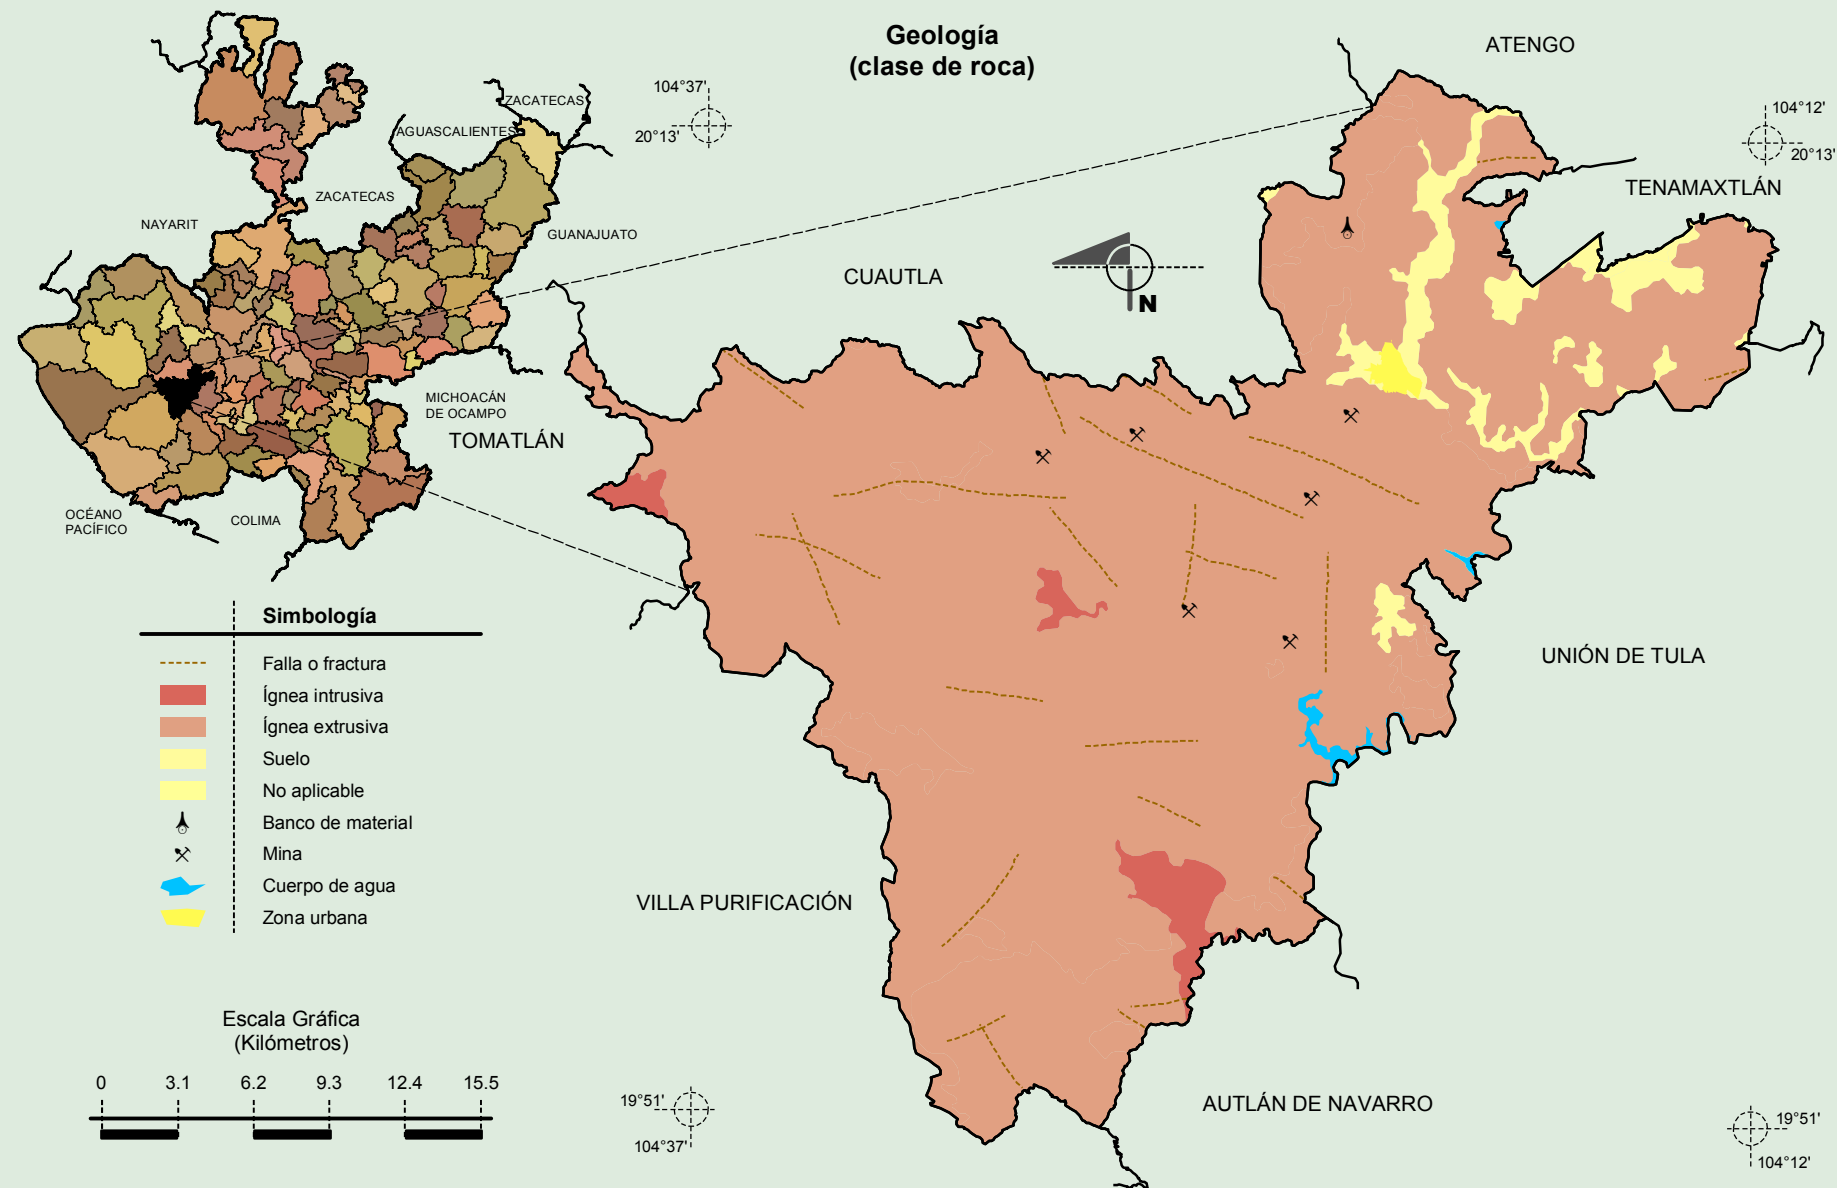 Geología
(clase de roca)
ATENGO
ZACATECAS
104°37'
20°13'
104°12'
20°13'
AGUASCALIENTES
TENAMAXTLÁN
ZACATECAS
NAYARIT
GUANAJUATO
CUAUTLA
N
MICHOACÁN
DE OCAMPO
TOMATLÁN
OCÉANO
PACÍFICO
COLIMA
UNIÓN DE TULA
Simbología
Falla o fractura
Ígnea intrusiva
Ígnea extrusiva
Suelo
No aplicable
Banco de material
Mina
Cuerpo de agua
Zona urbana
VILLA PURIFICACIÓN
Escala Gráfica
(Kilómetros)
0 3.1 6.2 9.3 12.4 15.5
19°51'
104°37'
AUTLÁN DE NAVARRO
19°51'
104°12'